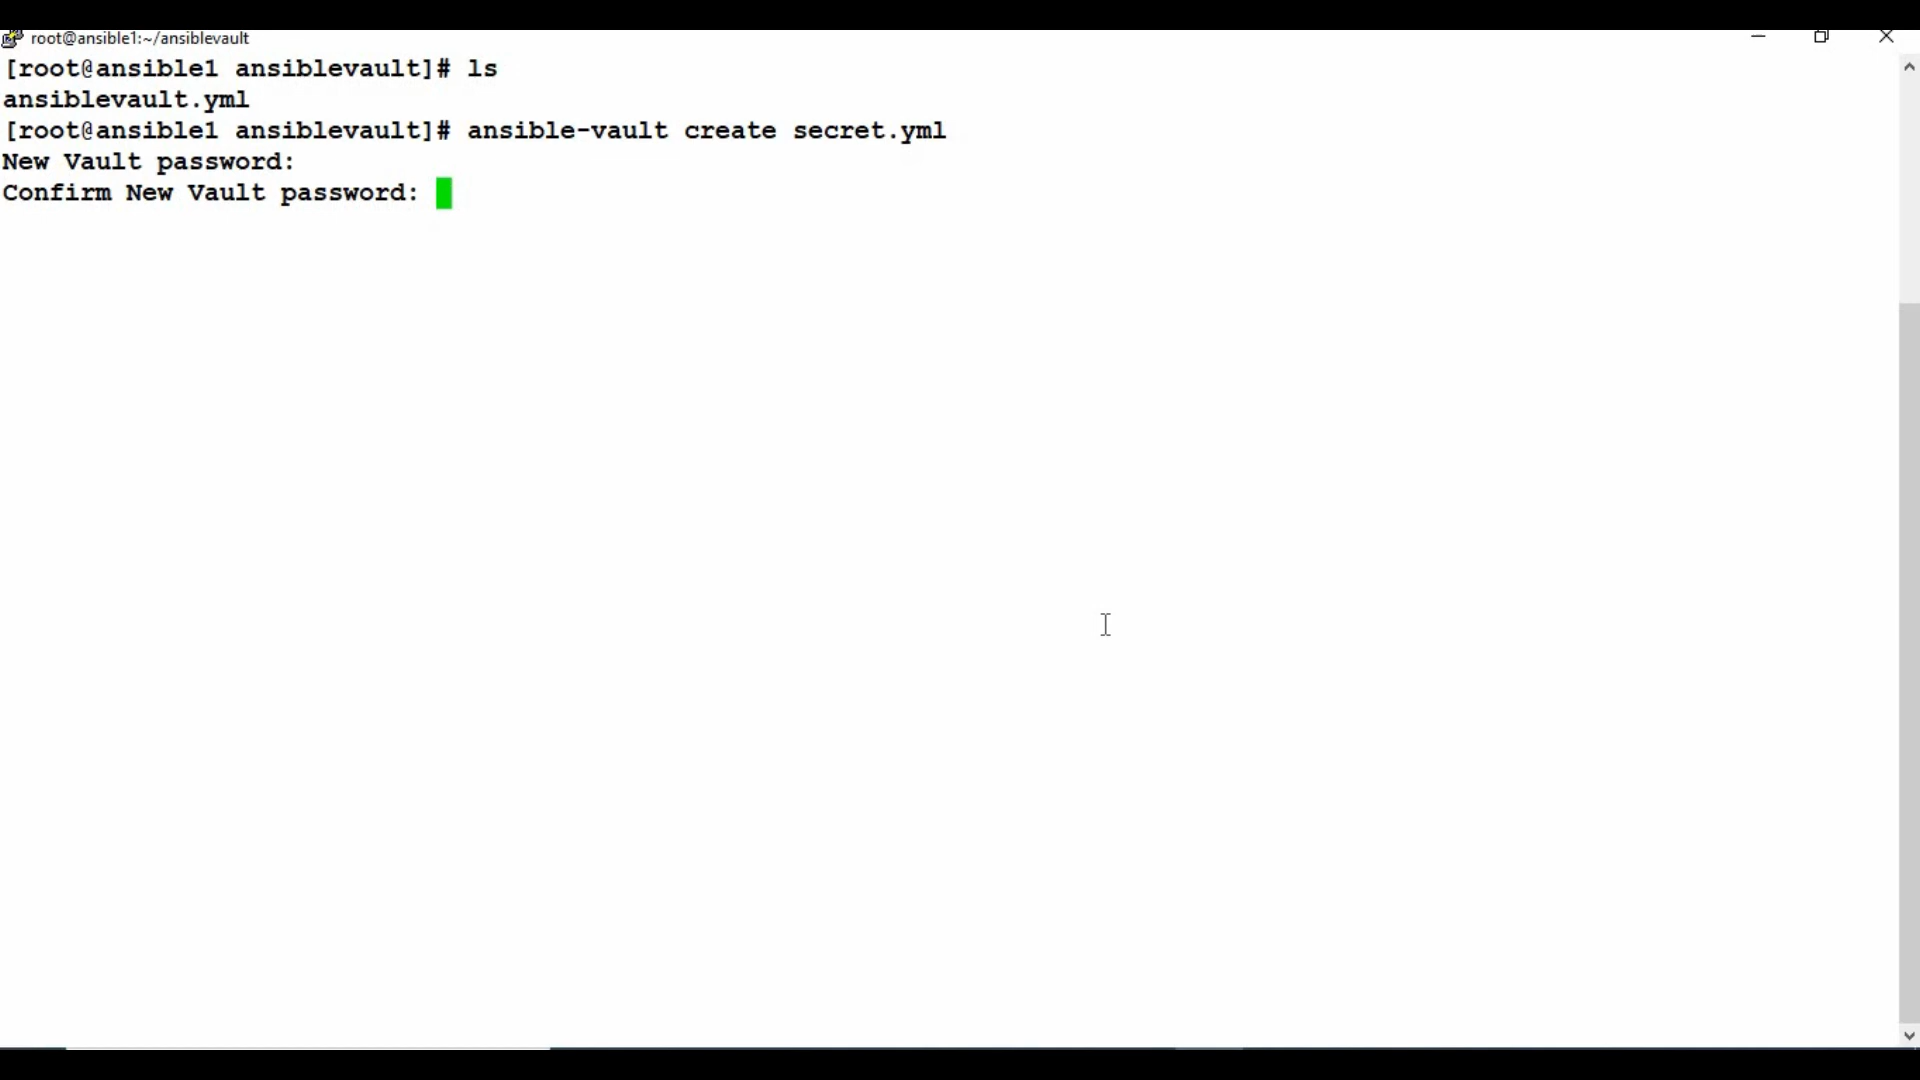 root@ansible1:~/ansiblevault
[root@ansible1 ansiblevault]# ls
ansiblevault.yml
[root@ansible1 ansiblevault]# ansible-vault create secret.yml
New Vault password:
Confirm New Vault password: